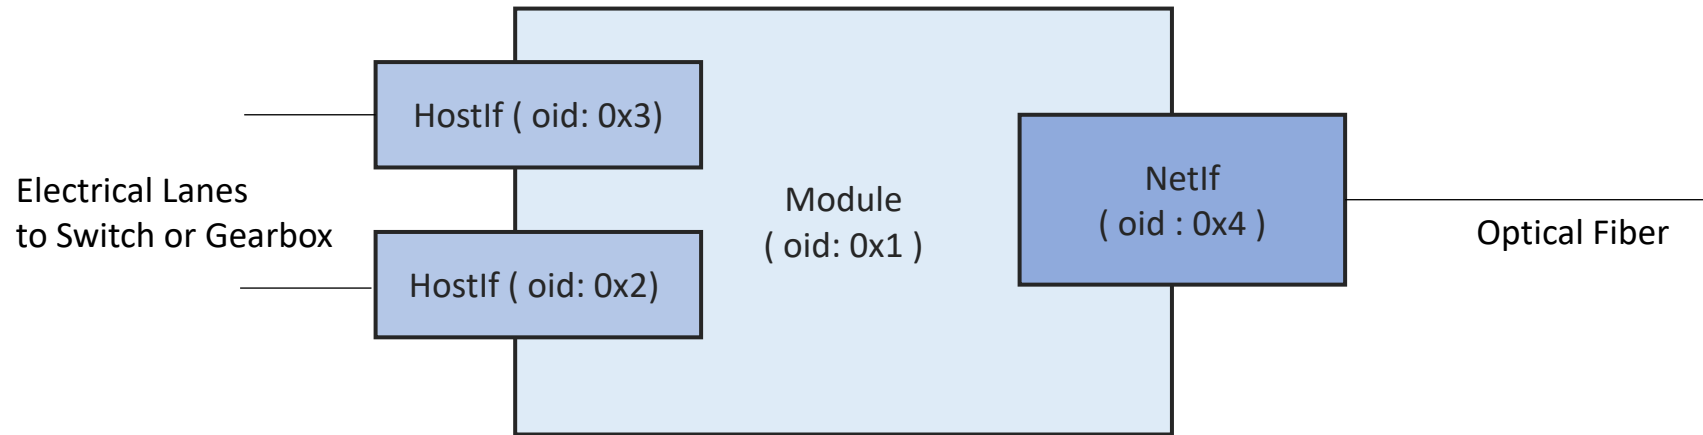 HostIf ( oid: 0x3)
Electrical Lanes
to Switch or Gearbox
HostIf ( oid: 0x2)
Module
( oid: 0x1 )
NetIf
( oid : 0x4 )
Optical Fiber